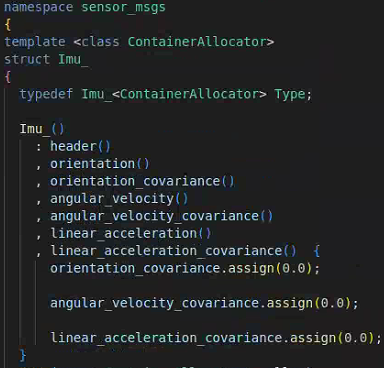 namespace sensor_msgs
{
template <class ContainerAllocator>
struct Imu_
{
  typedef Imu_<ContainerAllocator> Type;

  Imu_()
    : header()
    , orientation()
    , orientation_covariance()
    , angular_velocity()
    , angular_velocity_covariance()
    , linear_acceleration()
    , linear_acceleration_covariance()  {
      orientation_covariance.assign(0.0);

      angular_velocity_covariance.assign(0.0);

      linear_acceleration_covariance.assign(0.0);
  }